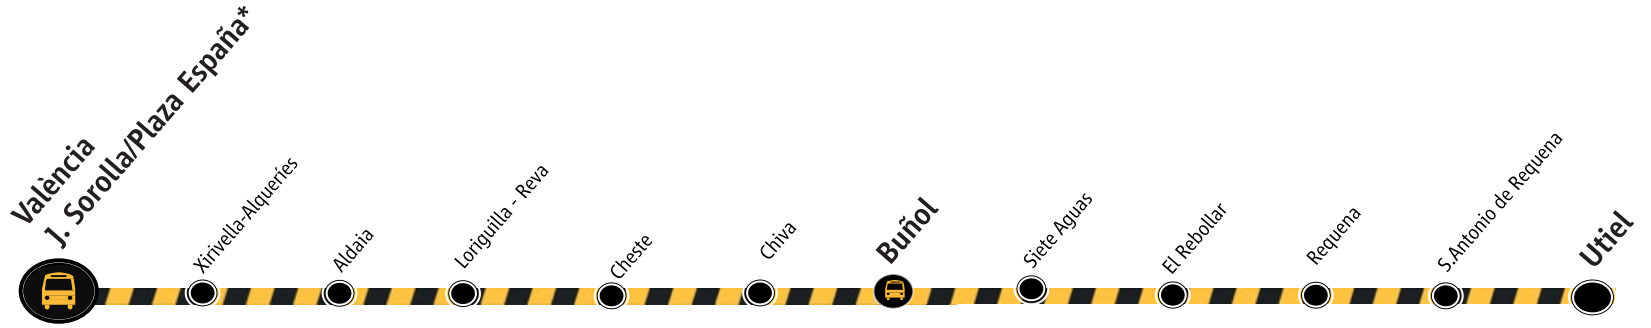 València
J. Sorolla/Plaza España*
Xirivella-Alqueríes
Aldaia
Loriguilla - Reva
Cheste
Chiva
Buñol
Siete Aguas
El Rebollar
Requena
S.Antonio de Requena
Utiel